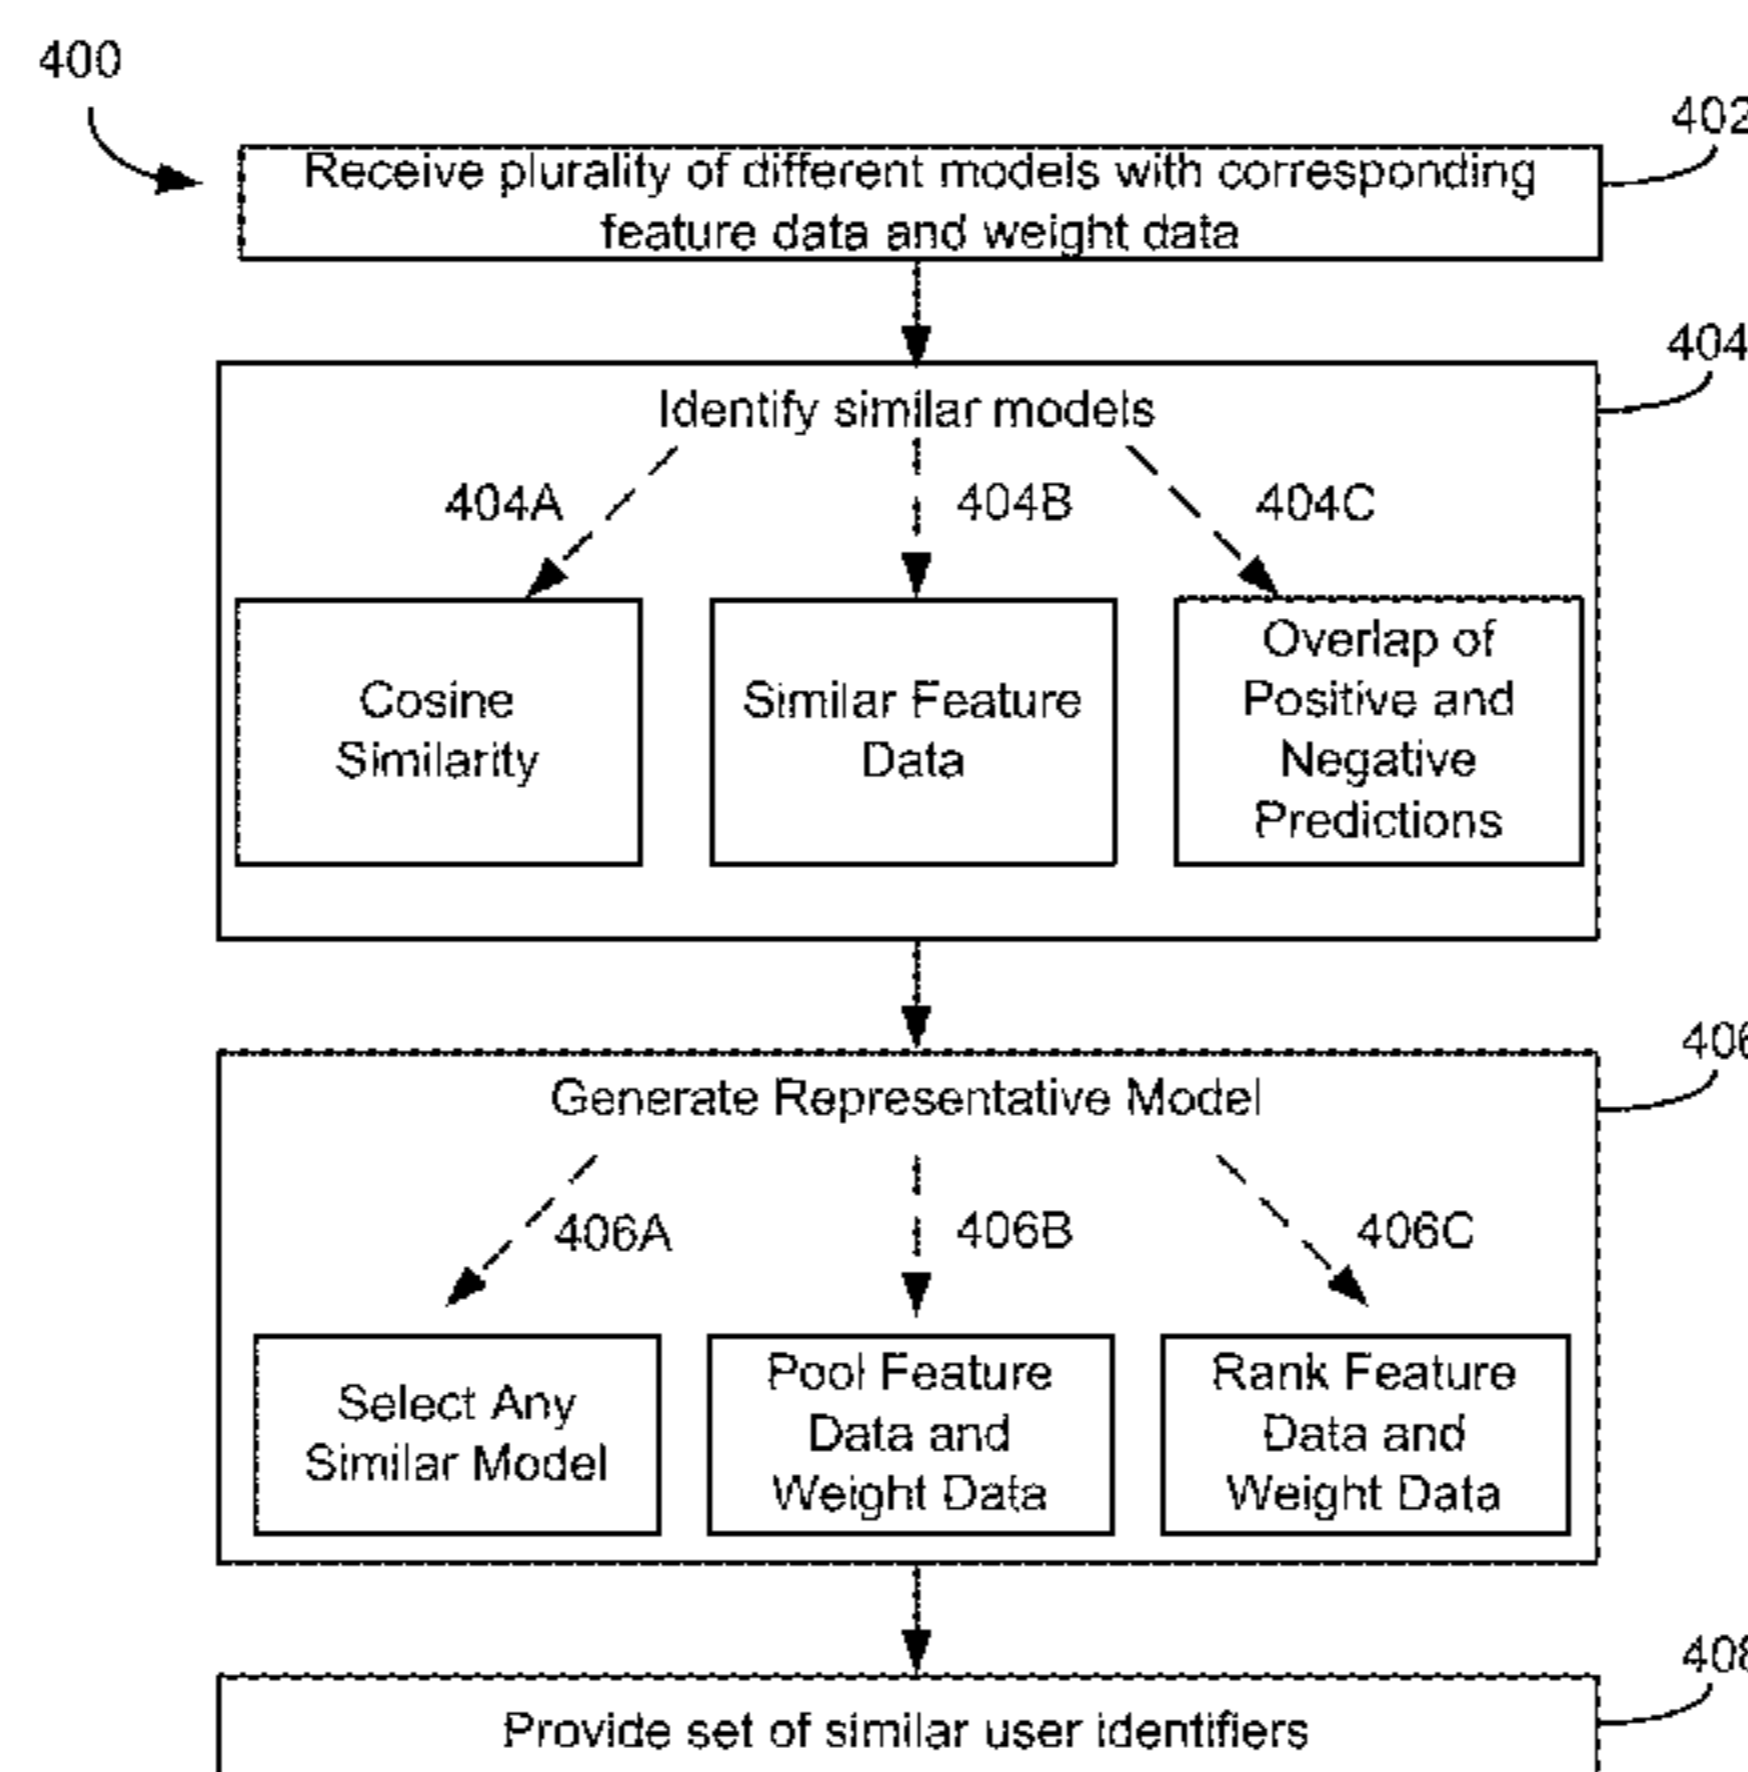 400
402
Receive plurality of different models with corresponding
feature data and weight data
404
Identify similar models
404A
404B
404C
Cosine
Similarity
Similar Feature
Data
Overlap of
Positive and
Negative
Predictions
406
Generate Representative Model
406A
406B
406C
Select Any
Similar Model
Pool Feature
Data and
Weight Data
Rank Feature
Data and
Weight Data
408
Provide set of similar user identifiers